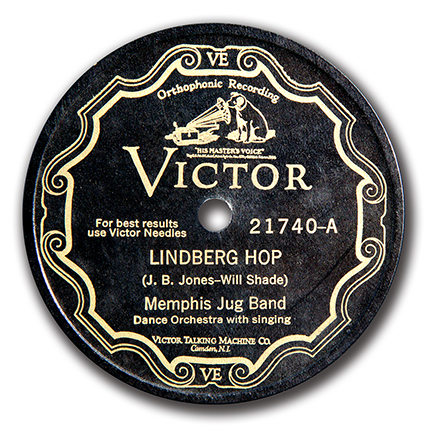 VE
Orthophonic Recording
"HIS MASTER'S VOICE"
VICTOR
For best results
use Victor Needles
21740-A
LINDBERG HOP
(J. B. Jones–Will Shade)
Memphis Jug Band
Dance Orchestra with singing
VICTOR TALKING MACHINE CO.
Camden, N.J.
VE